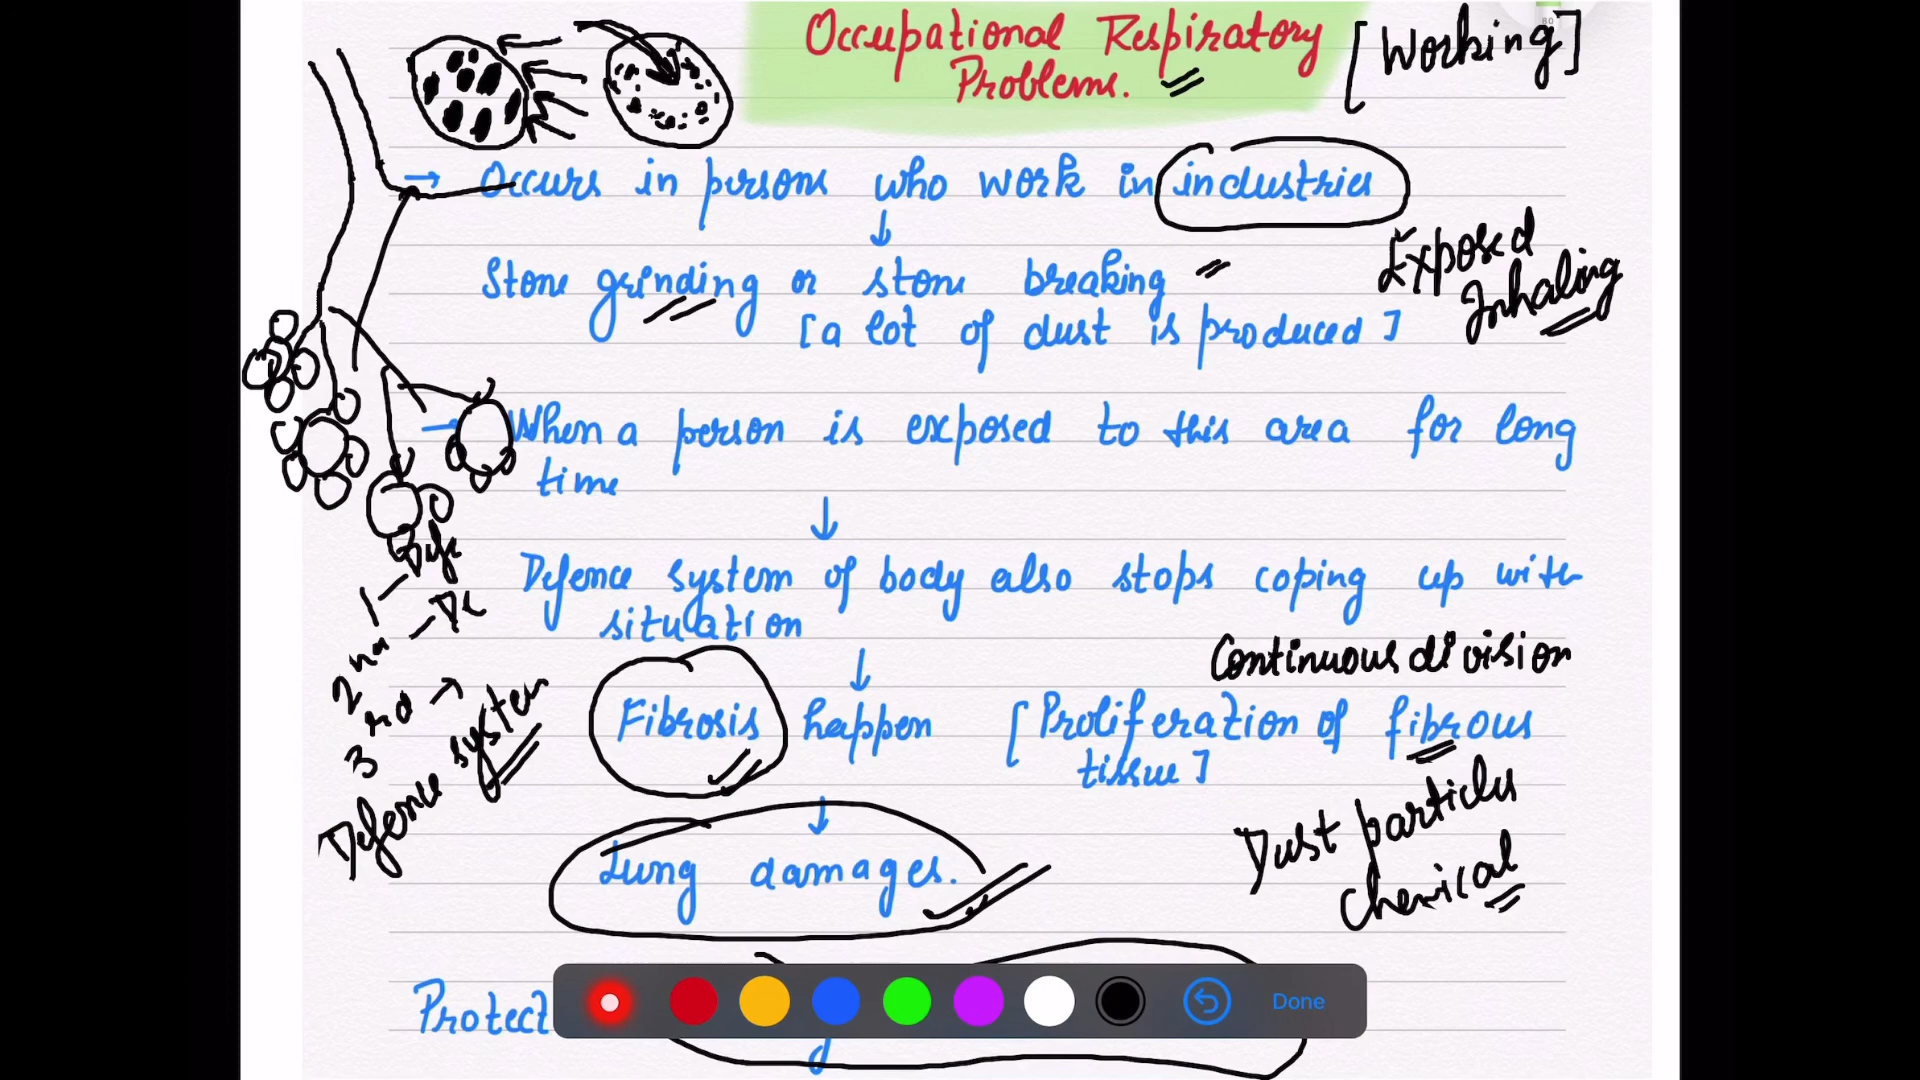 Occupational Respiratory [Working]
Problems.
→ Occurs in persons who work in industries
↓
Stone grinding or stone breaking
[a lot of dust is produced]
Exposed
Inhaling
→ When a person is exposed to this area for long
time
↓
Defence system of body also stops coping up with
situation
↓
1 – Defe
2nd – De
3rd →
Defence system
Continuous division
Fibrosis happen [Proliferation of fibrous
tissue]
↓
Lung damages.
Dust particles
Chemical
Protect
Done